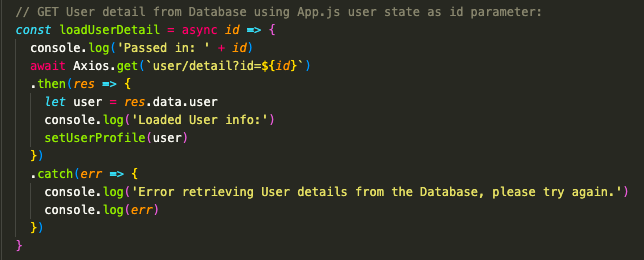 // GET User detail from Database using App.js user state as id parameter:
const loadUserDetail = async id => {
  console.log('Passed in: ' + id)
  await Axios.get(`user/detail?id=${id}`)
  .then(res => {
    let user = res.data.user
    console.log('Loaded User info:')
    setUserProfile(user)
  })
  .catch(err => {
    console.log('Error retrieving User details from the Database, please try again.')
    console.log(err)
  })
}